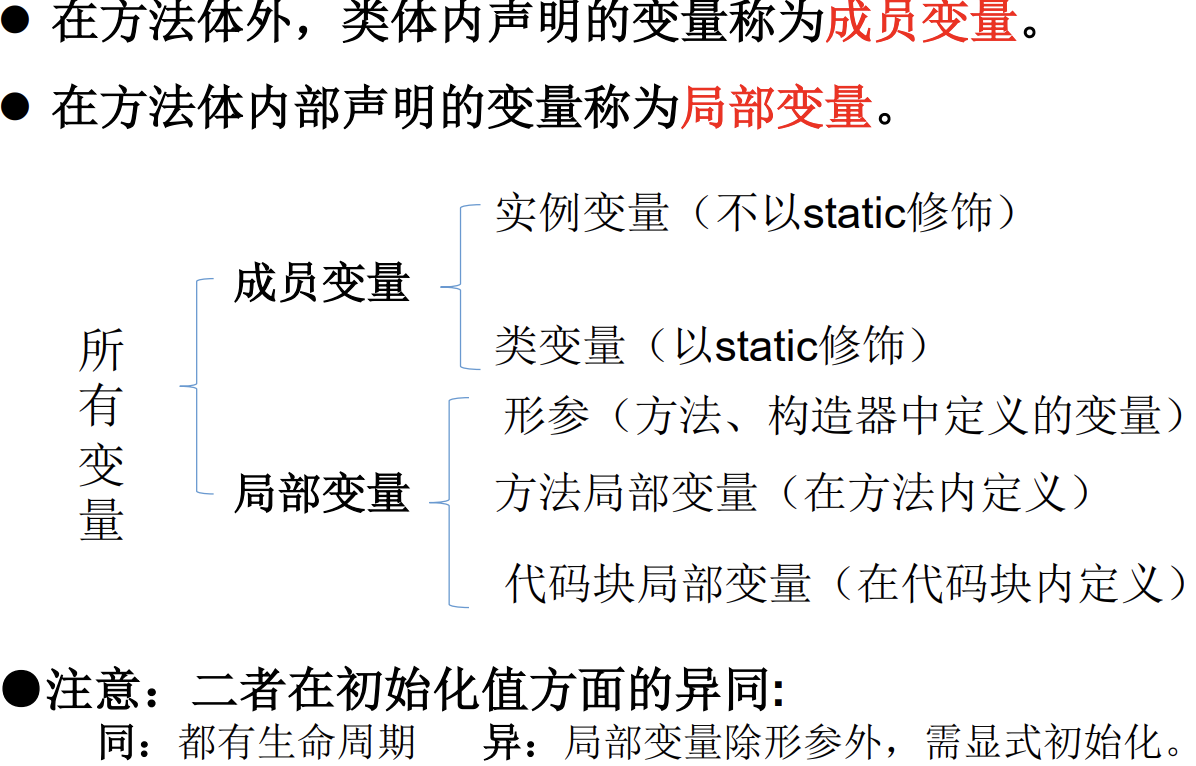 ● 在方法体外，类体内声明的变量称为成员变量。
● 在方法体内部声明的变量称为局部变量。
所有变量
成员变量
实例变量（不以static修饰）
类变量（以static修饰）
局部变量
形参（方法、构造器中定义的变量）
方法局部变量（在方法内定义）
代码块局部变量（在代码块内定义）
●注意：二者在初始化值方面的异同:
同：都有生命周期 异：局部变量除形参外，需显式初始化。